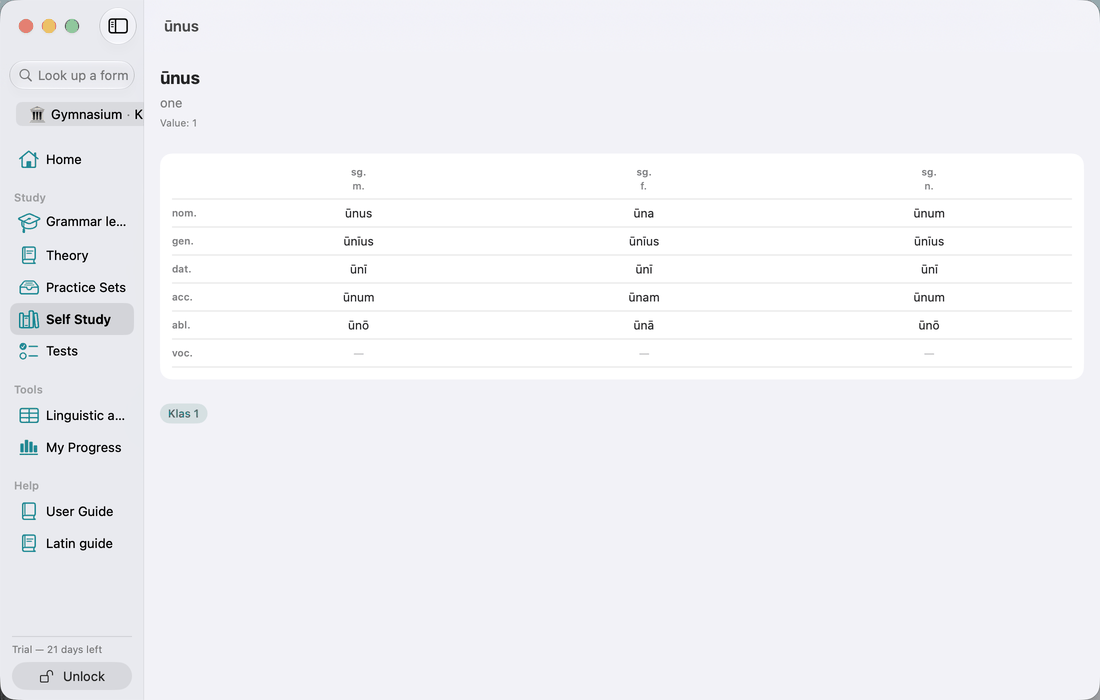 ūnus
Look up a form
Gymnasium · K
Home
Study
Grammar le...
Theory
Practice Sets
Self Study
Tests
Tools
Linguistic a...
My Progress
Help
User Guide
Latin guide
Trial — 21 days left
Unlock
ūnus
one
Value: 1
sg. sg. sg.
m. f. n.
nom. ūnus ūna ūnum
gen. ūnīus ūnīus ūnīus
dat. ūnī ūnī ūnī
acc. ūnum ūnam ūnum
abl. ūnō ūnā ūnō
voc. — — —
Klas 1